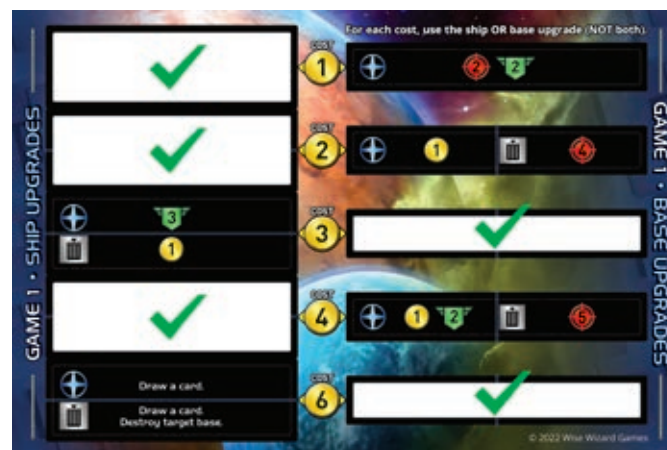 For each cost, use the ship OR base upgrade (NOT both).
GAME 1 • SHIP UPGRADES
GAME 1 • BASE UPGRADES
COST
1
2 2
COST
2
1 4
3
1
COST
3
COST
4
1 2 5
Draw a card.
Draw a card.
Destroy target base.
COST
6
© 2022 Wise Wizard Games